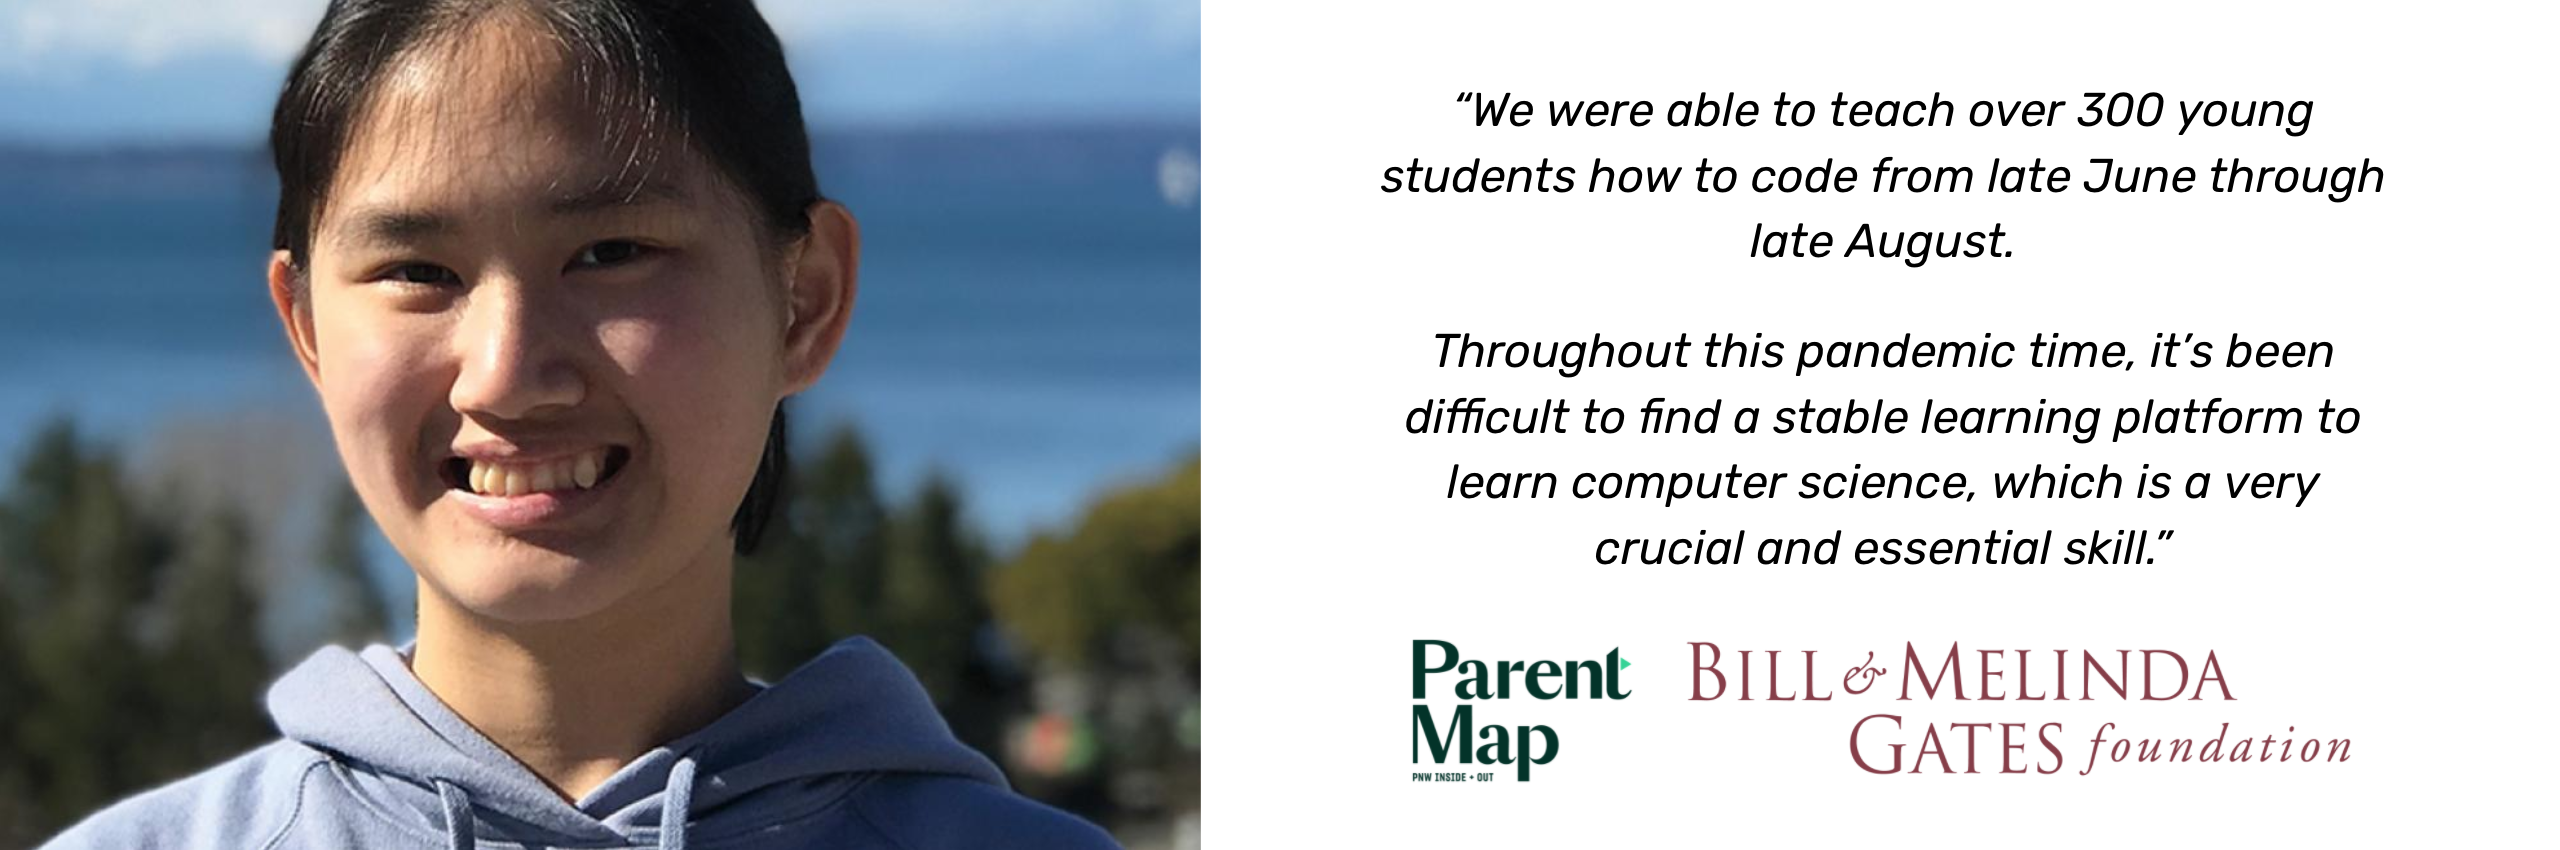 “We were able to teach over 300 young
students how to code from late June through
late August.
Throughout this pandemic time, it’s been
difficult to find a stable learning platform to
learn computer science, which is a very
crucial and essential skill.”
Parent
Map
PNW INSIDE + OUT
BILL & MELINDA
GATES foundation